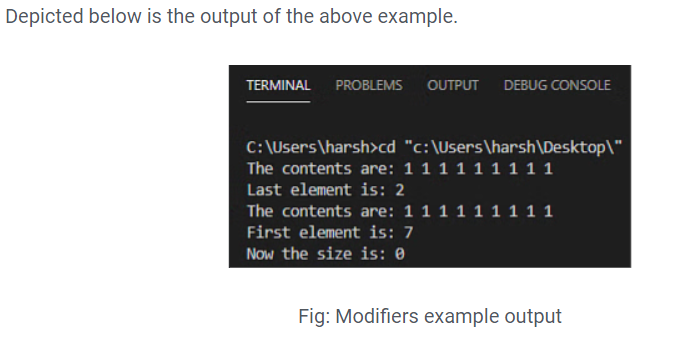 Depicted below is the output of the above example.
TERMINAL PROBLEMS OUTPUT DEBUG CONSOLE
C:\Users\harsh>cd "c:\Users\harsh\Desktop\"
The contents are: 1 1 1 1 1 1 1 1 1
Last element is: 2
The contents are: 1 1 1 1 1 1 1 1 1
First element is: 7
Now the size is: 0
Fig: Modifiers example output